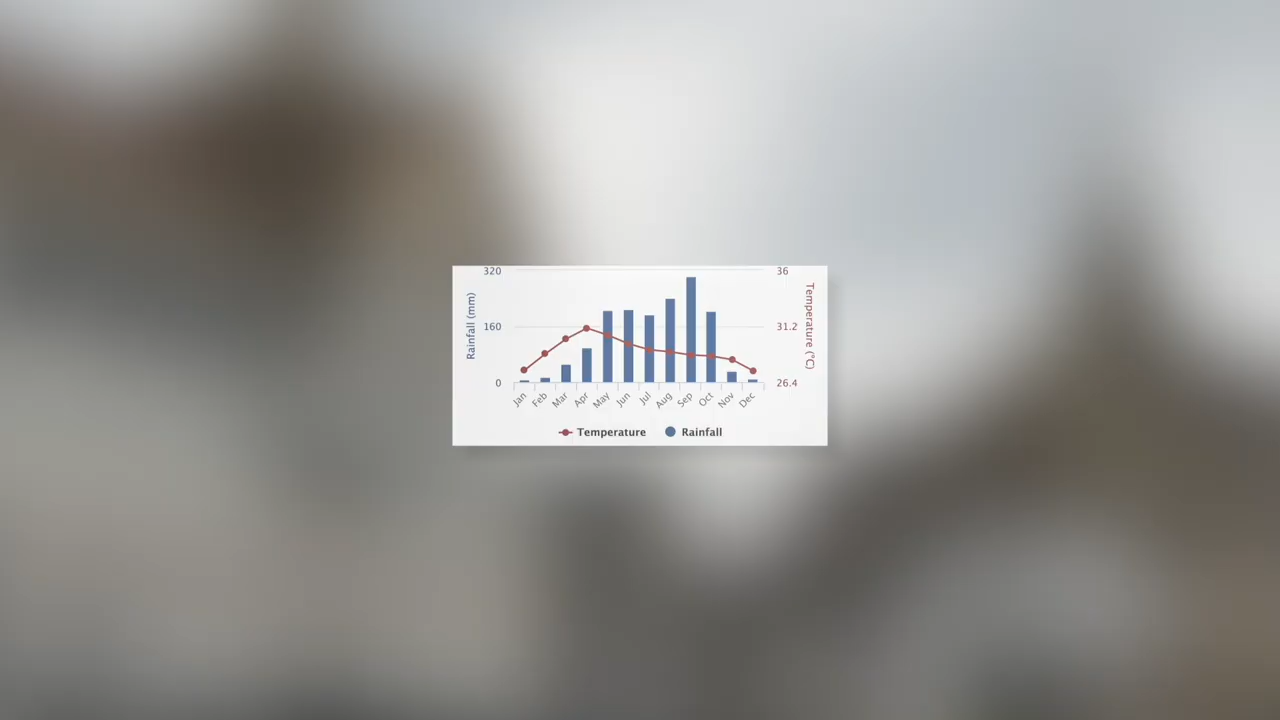 320
36
Rainfall (mm)
Temperature (°C)
160
31.2
0
26.4
Jan Feb Mar Apr May Jun Jul Aug Sep Oct Nov Dec
Temperature Rainfall